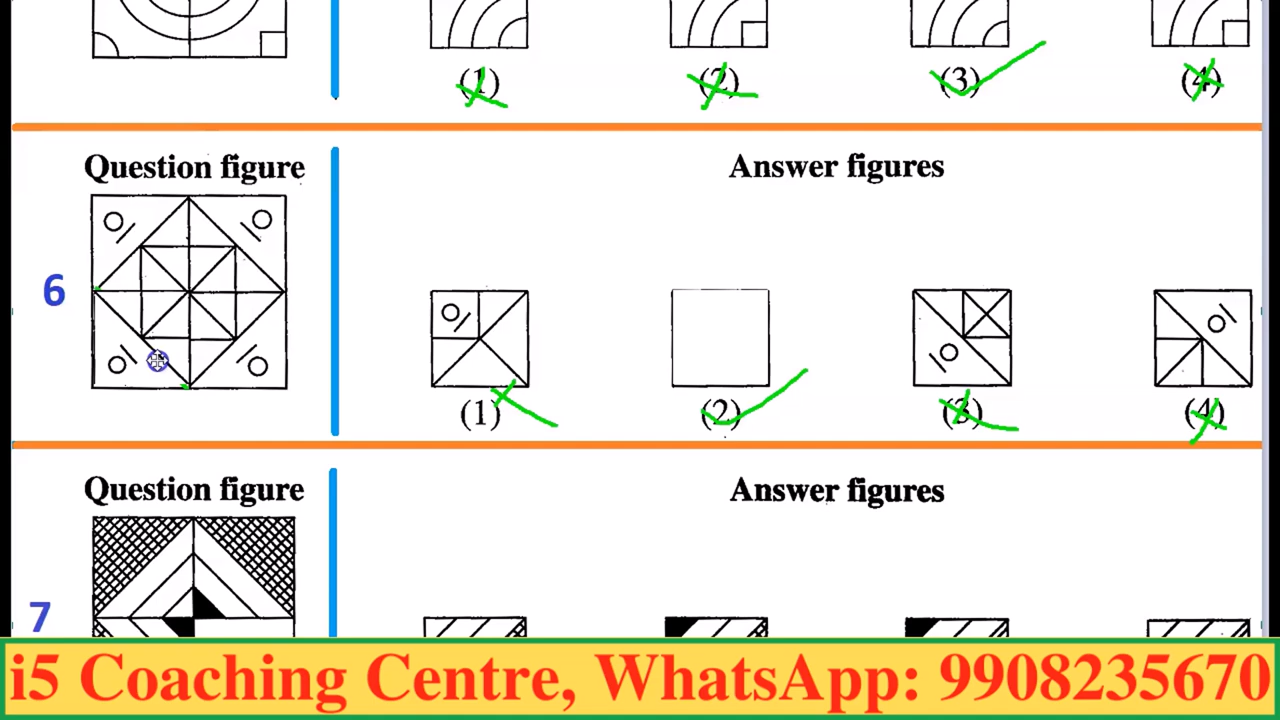 (1) (2) (3) (4)
Question figure Answer figures
6
(1) (2) (3) (4)
Question figure Answer figures
7
i5 Coaching Centre, WhatsApp: 9908235670